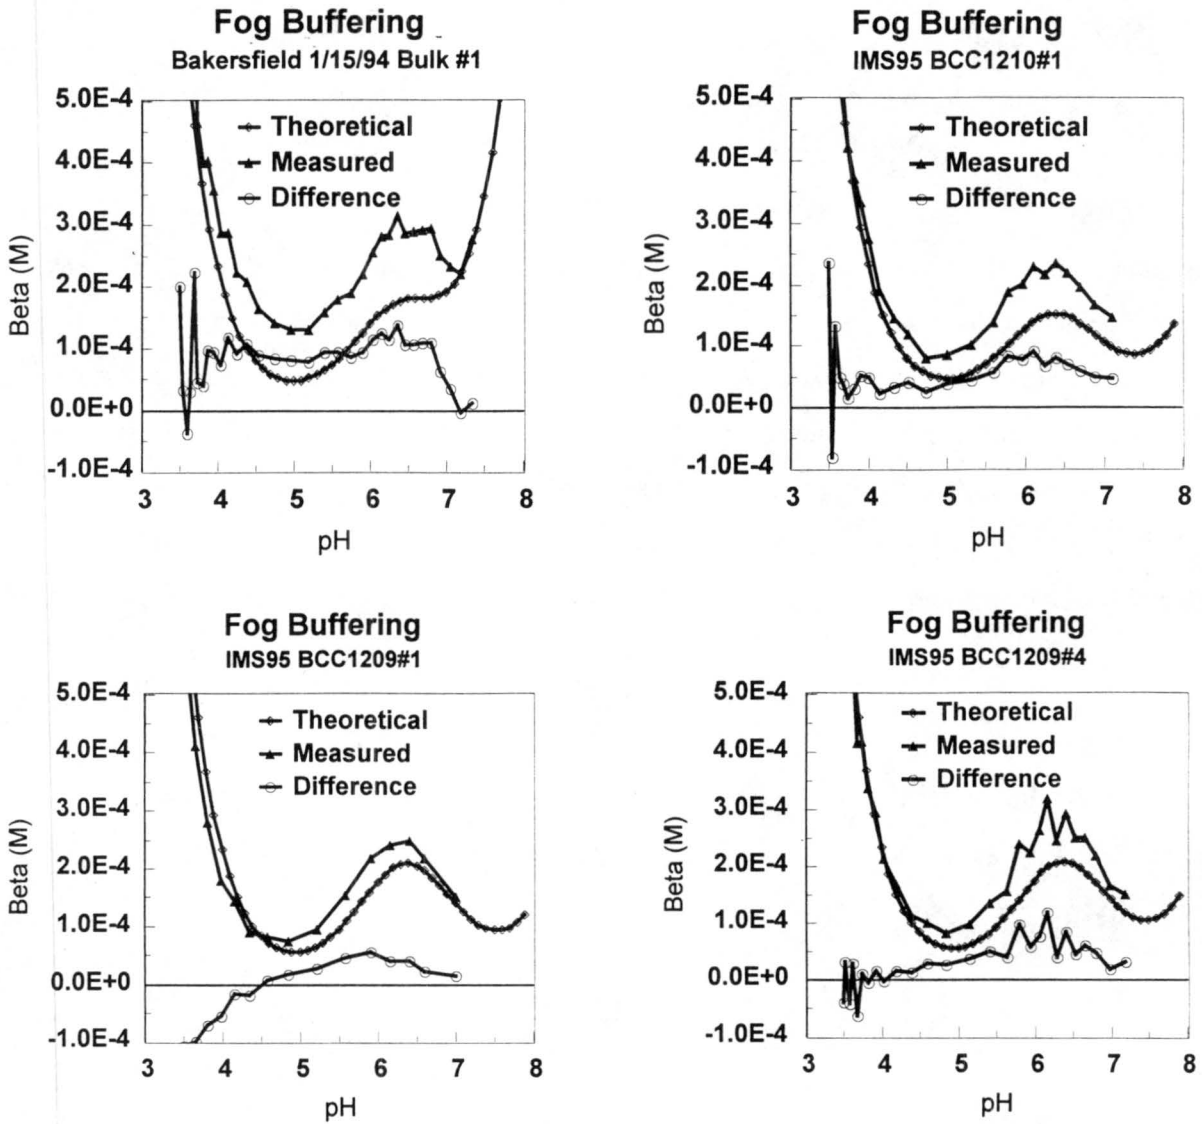 Fog Buffering
Bakersfield 1/15/94 Bulk #1
5.0E-4
4.0E-4
3.0E-4
2.0E-4
1.0E-4
0.0E+0
-1.0E-4
Beta (M)
Theoretical
Measured
Difference
3 4 5 6 7 8
pH
Fog Buffering
IMS95 BCC1210#1
5.0E-4
4.0E-4
3.0E-4
2.0E-4
1.0E-4
0.0E+0
-1.0E-4
Beta (M)
Theoretical
Measured
Difference
3 4 5 6 7 8
pH
Fog Buffering
IMS95 BCC1209#1
5.0E-4
4.0E-4
3.0E-4
2.0E-4
1.0E-4
0.0E+0
-1.0E-4
Beta (M)
Theoretical
Measured
Difference
3 4 5 6 7 8
pH
Fog Buffering
IMS95 BCC1209#4
5.0E-4
4.0E-4
3.0E-4
2.0E-4
1.0E-4
0.0E+0
-1.0E-4
Beta (M)
Theoretical
Measured
Difference
3 4 5 6 7 8
pH